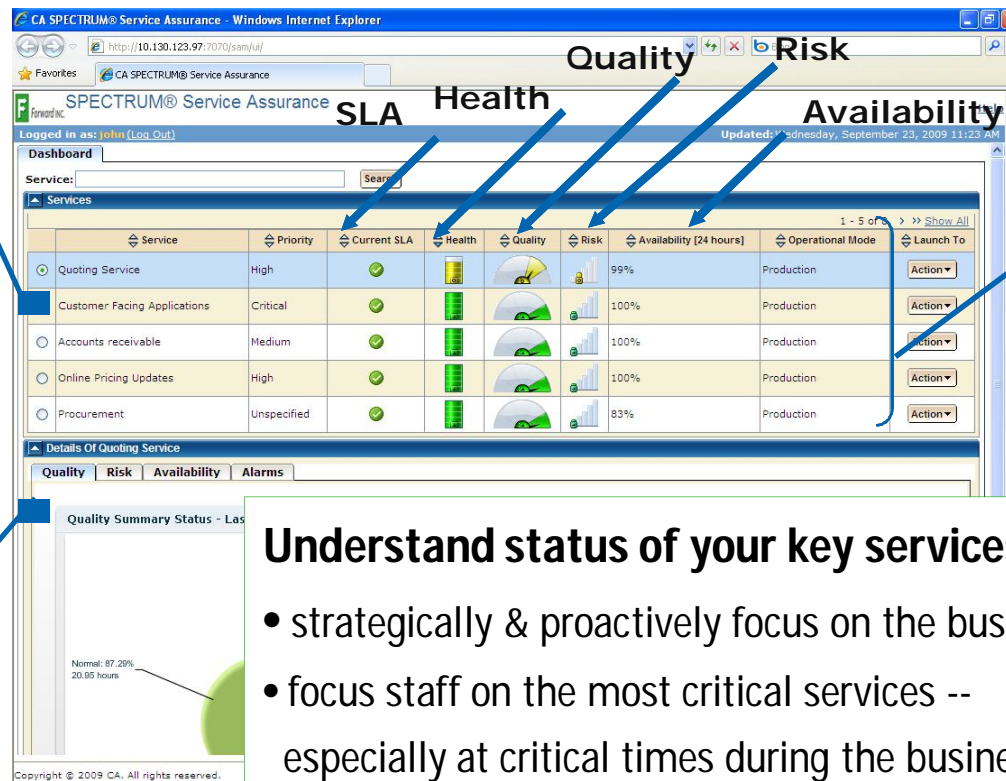 CA SPECTRUM® Service Assurance - Windows Internet Explorer
http://10.130.123.97:7070/sam/ui/
Favorites CA SPECTRUM® Service Assurance
SLA Health Quality Risk Availability
Forward INC. SPECTRUM® Service Assurance
Logged in as: john (Log Out) Updated: Wednesday, September 23, 2009 11:23 AM
Dashboard
Service: Search
Services
1 - 5 of > >> Show All
Service Priority Current SLA Health Quality Risk Availability [24 hours] Operational Mode Launch To
Quoting Service High 99% Production Action
Customer Facing Applications Critical 100% Production Action
Accounts receivable Medium 100% Production Action
Online Pricing Updates High 100% Production Action
Procurement Unspecified 83% Production Action
Details Of Quoting Service
Quality Risk Availability Alarms
Quality Summary Status - Las
Normal: 87.29%
20.95 hours
Understand status of your key service
• strategically & proactively focus on the bus
• focus staff on the most critical services --
especially at critical times during the busin
Copyright © 2009 CA. All rights reserved.